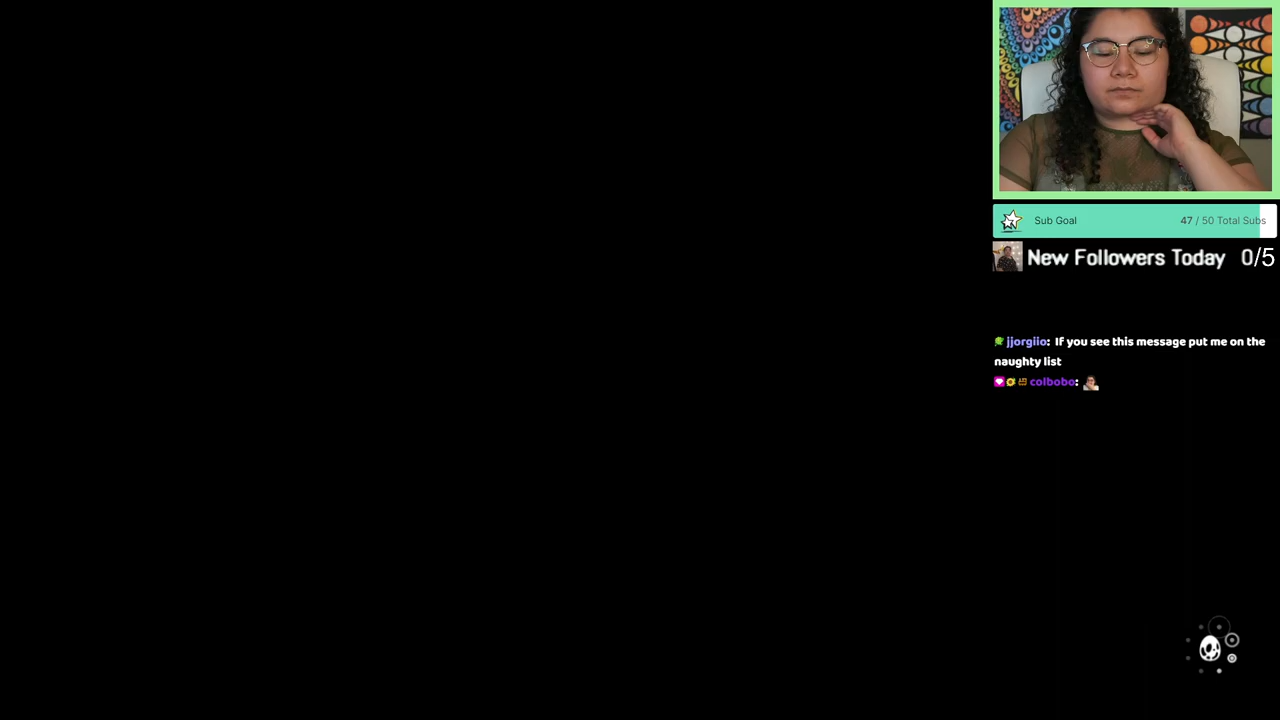 Sub Goal 47 / 50 Total Subs
New Followers Today 0/5
jjorgiio: If you see this message put me on the
naughty list
colbobo: